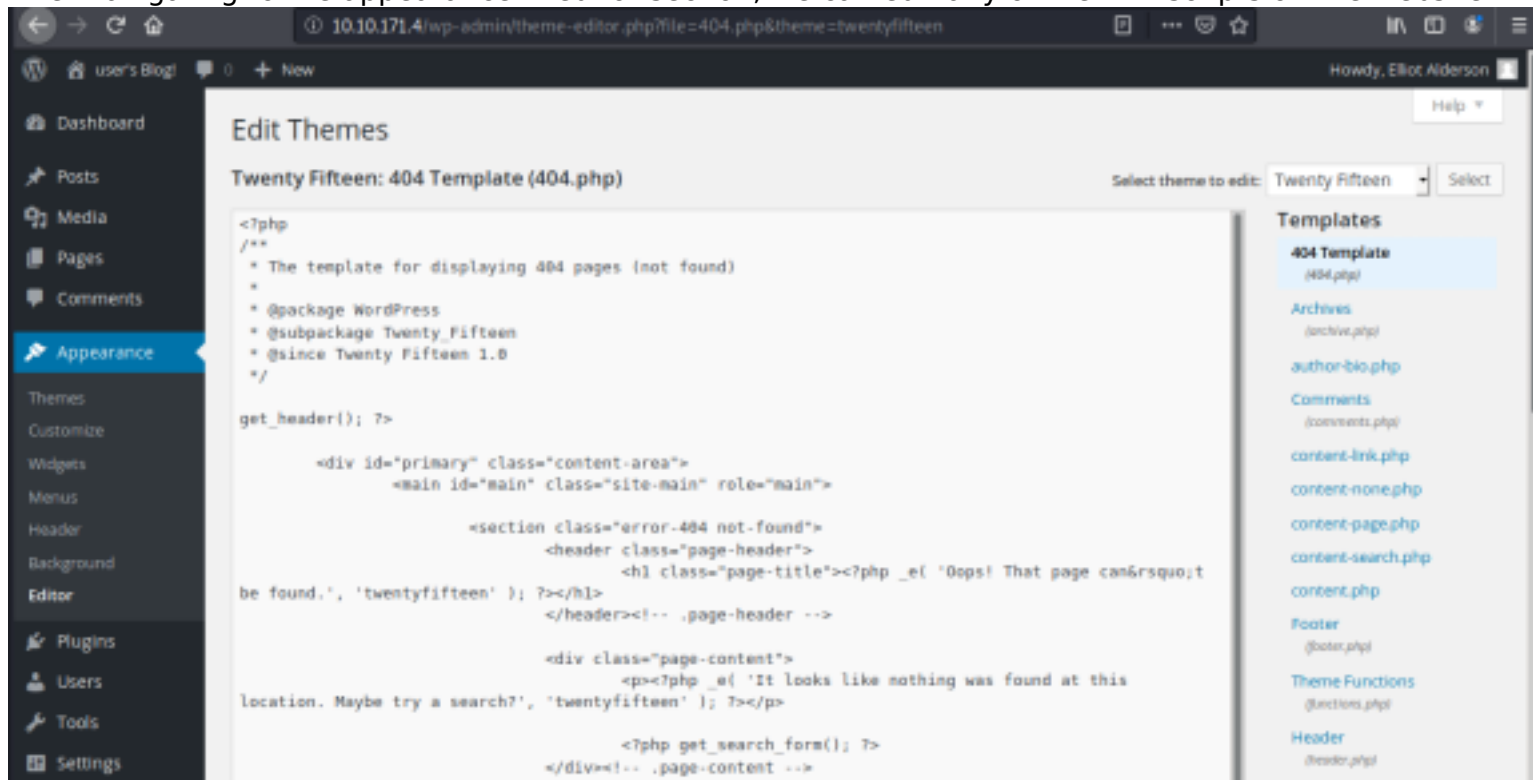 10.10.171.4/wp-admin/theme-editor.php?file=404.php&theme=twentyfifteen
user's Blog! 0 + New Howdy, Elliot Alderson
Help
Dashboard
Posts
Media
Pages
Comments
Appearance
Themes
Customize
Widgets
Menus
Header
Background
Editor
Plugins
Users
Tools
Settings
Edit Themes
Twenty Fifteen: 404 Template (404.php)
Select theme to edit: Twenty Fifteen Select
<?php
/**
* The template for displaying 404 pages (not found)
*
* @package WordPress
* @subpackage Twenty_Fifteen
* @since Twenty Fifteen 1.0
*/
get_header(); ?>
<div id="primary" class="content-area">
<main id="main" class="site-main" role="main">
<section class="error-404 not-found">
<header class="page-header">
<h1 class="page-title"><?php _e( 'Oops! That page can&rsquo;t
be found.', 'twentyfifteen' ); ?></h1>
</header><!-- .page-header -->
<div class="page-content">
<p><?php _e( 'It looks like nothing was found at this
location. Maybe try a search?', 'twentyfifteen' ); ?></p>
<?php get_search_form(); ?>
</div><!-- .page-content -->
Templates
404 Template
(404.php)
Archives
(archive.php)
author-bio.php
Comments
(comments.php)
content-link.php
content-none.php
content-page.php
content-search.php
content.php
Footer
(footer.php)
Theme Functions
(functions.php)
Header
(header.php)